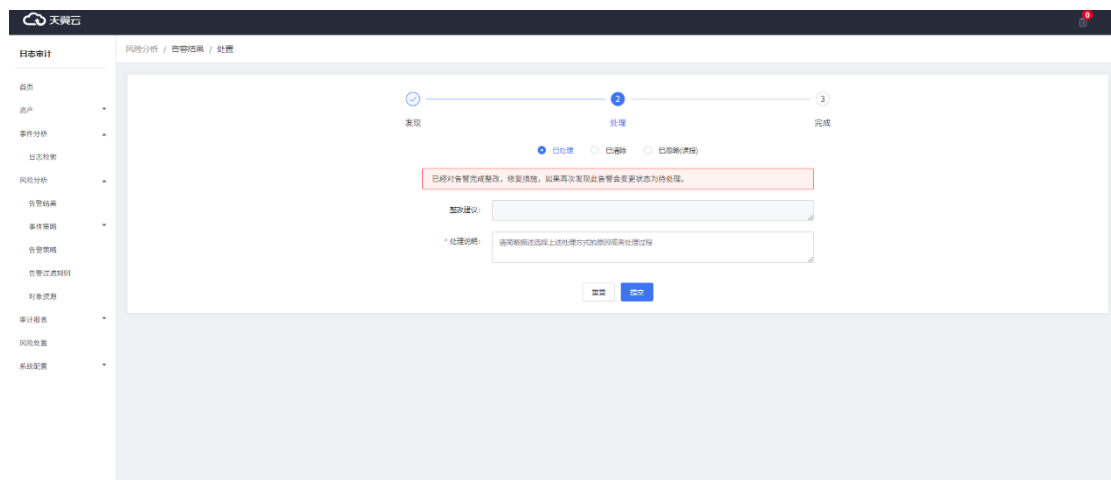 天翼云
0
日志审计
风险分析 / 告警结果 / 处置
首页
资产
事件分析
日志检索
风险分析
告警结果
事件策略
告警策略
告警过滤规则
对象资源
审计报表
风险处置
系统配置
2
3
发现
处理
完成
已处理
已清除
已忽略(误报)
已经对告警完成整改、修复措施，如果再次发现此告警会变更状态为待处理。
整改建议：
* 处理说明：
请简略描述选择上述处理方式的原因或者处理过程
重置
提交